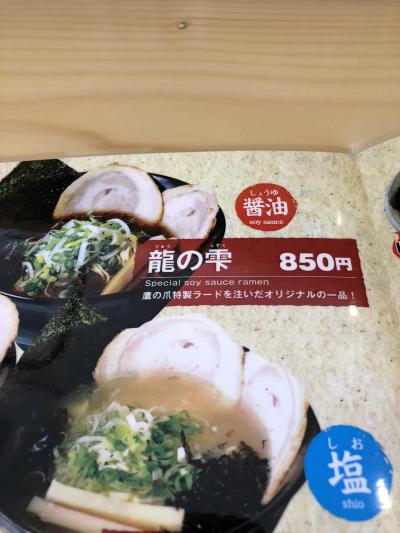 しょうゆ
醤油
soy sauce
りゅう しずく
龍の雫 850円
Special soy sauce ramen
鷹の爪特製ラードを注いだオリジナルの一品！
しお
塩
shio